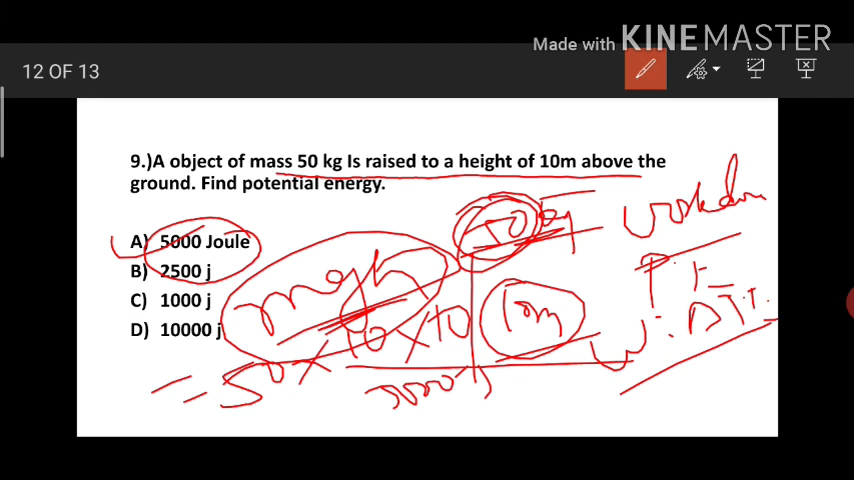 Made with KINEMASTER
12 OF 13
9.)A object of mass 50 kg Is raised to a height of 10m above the
ground. Find potential energy.
A) 5000 Joule
B) 2500 j
C) 1000 j
D) 10000 j
mgh
10m
P.E
= 50 × 10 × 10
5000 J